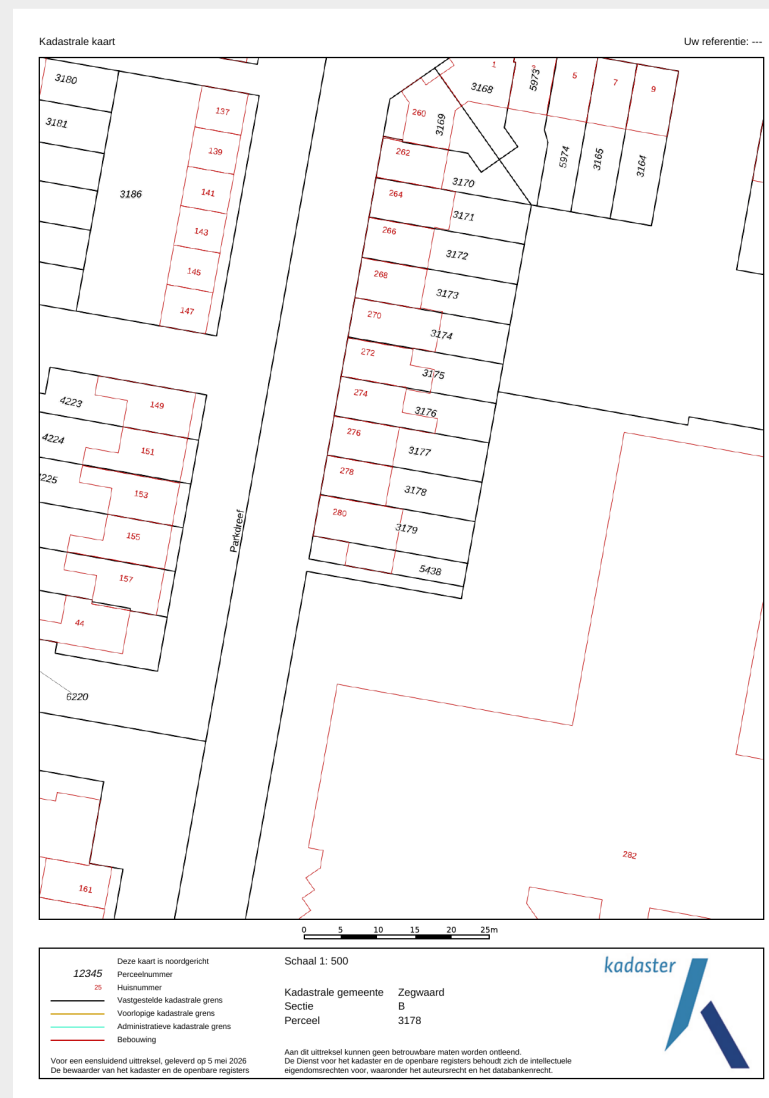 Kadastrale kaart
Uw referentie: ---
3180
3181
3186
137
139
141
143
145
147
1
3168
5973
5
7
9
260
3169
262
3170
5974
3165
3164
264
3171
266
3172
268
3173
270
3174
272
3175
274
3176
276
3177
278
3178
280
3179
5438
4223
149
4224
151
225
153
155
157
44
6220
Parkdreef
161
282
0 5 10 15 20 25m
Deze kaart is noordgericht
12345 Perceelnummer
25 Huisnummer
Vastgestelde kadastrale grens
Voorlopige kadastrale grens
Administratieve kadastrale grens
Bebouwing
Voor een eensluidend uittreksel, geleverd op 5 mei 2026
De bewaarder van het kadaster en de openbare registers
Schaal 1: 500
Kadastrale gemeente Zegwaard
Sectie B
Perceel 3178
Aan dit uittreksel kunnen geen betrouwbare maten worden ontleend.
De Dienst voor het kadaster en de openbare registers behoudt zich de intellectuele
eigendomsrechten voor, waaronder het auteursrecht en het databankenrecht.
kadaster